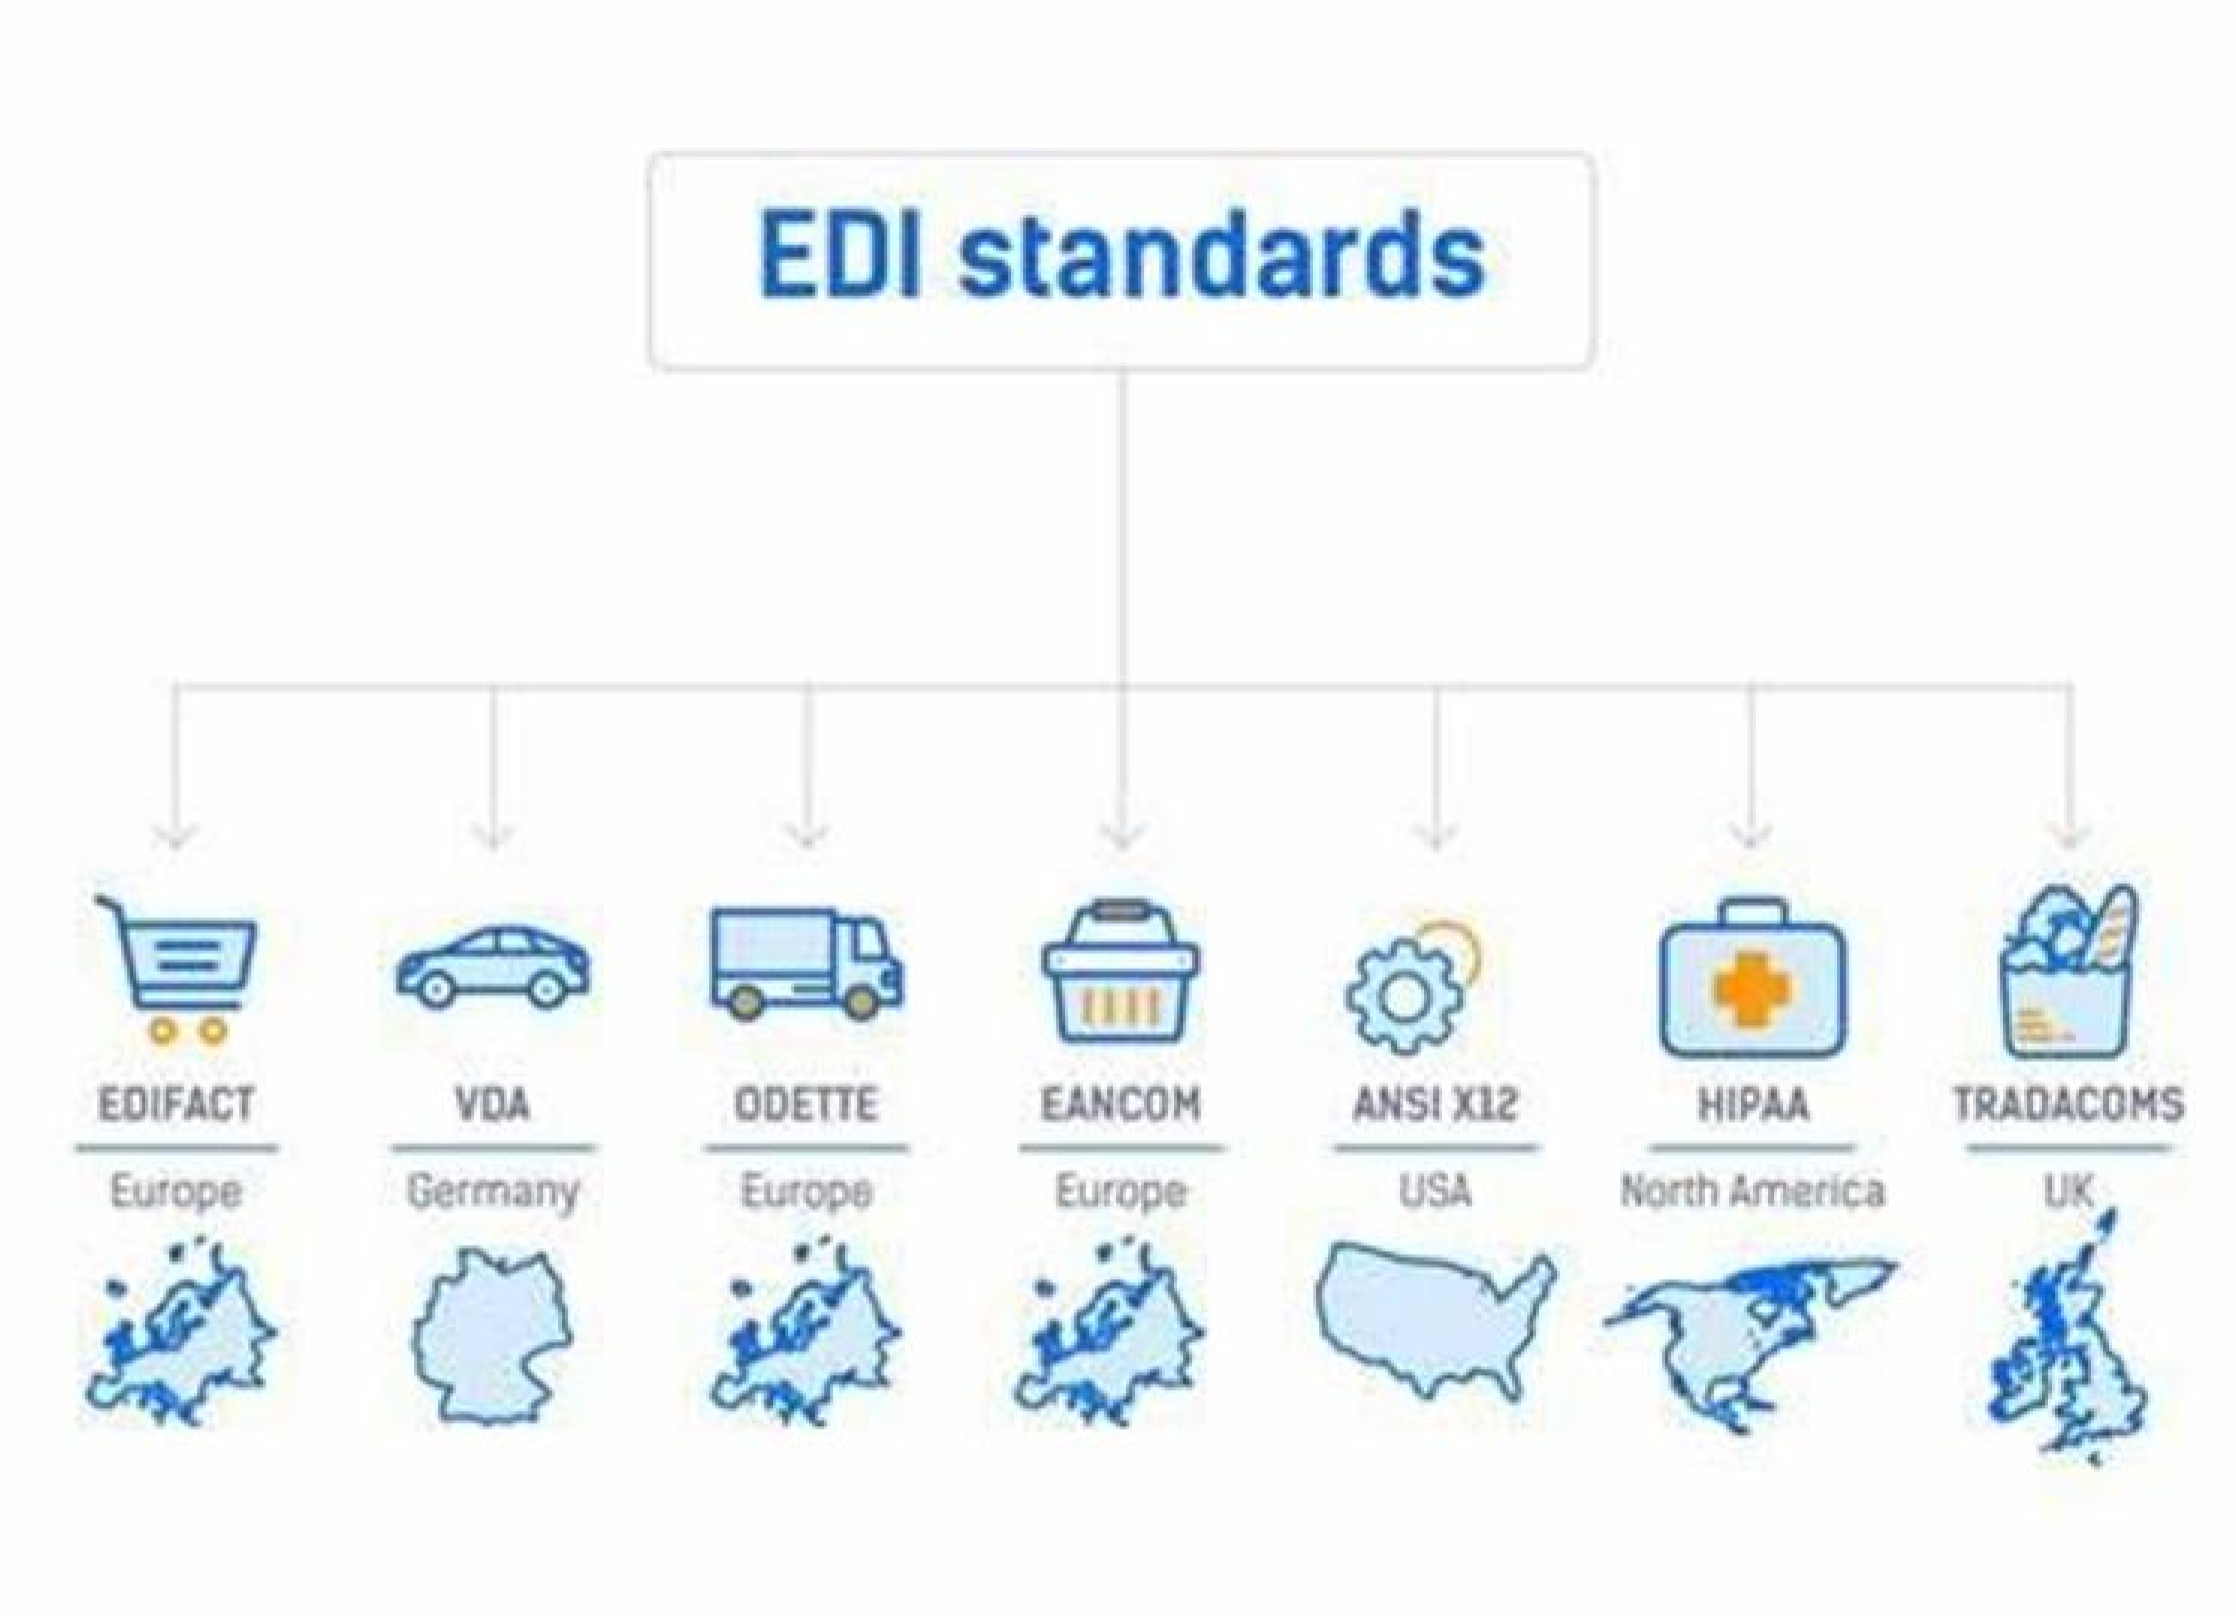 EDI standards
EDIFACT
Europe
VDA
Germany
ODETTE
Europe
EANCOM
Europe
ANSI X12
USA
HIPAA
North America
TRADACOMS
UK